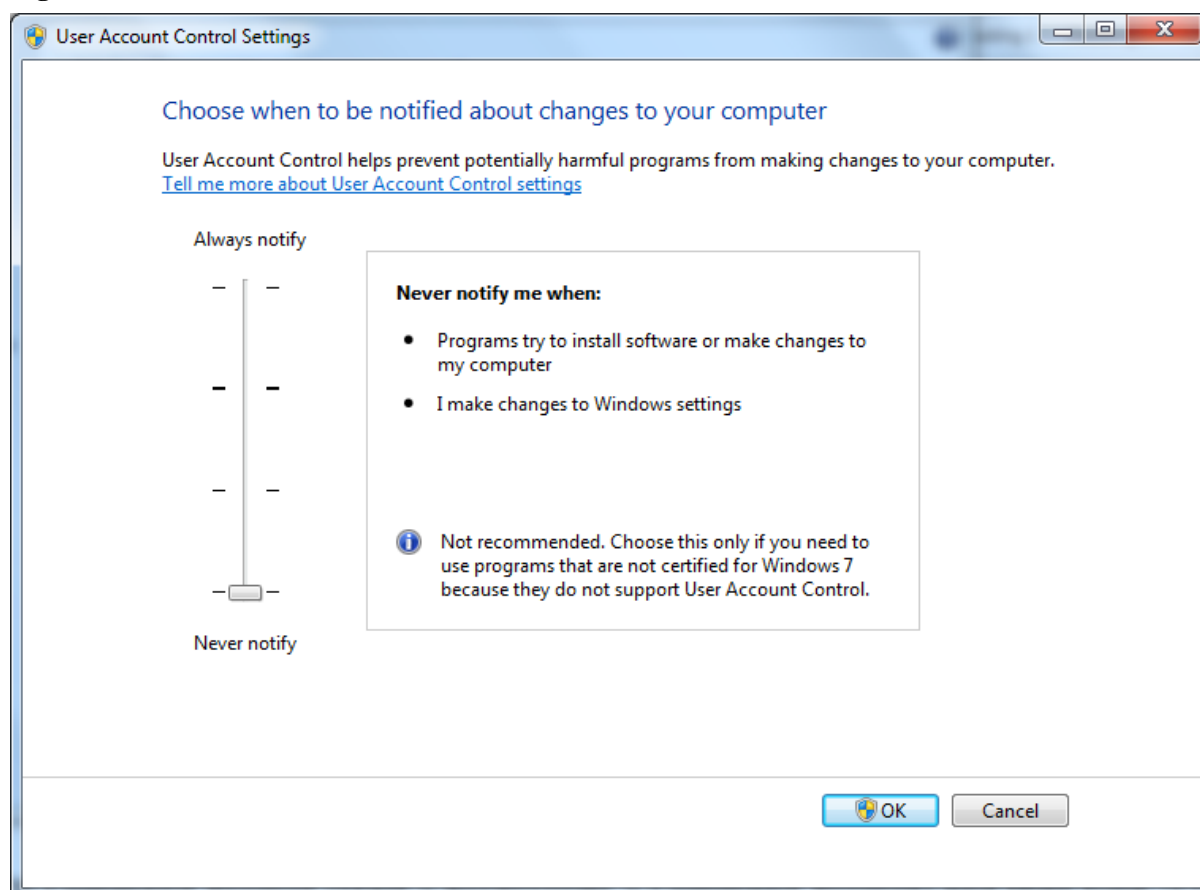 User Account Control Settings
Choose when to be notified about changes to your computer
User Account Control helps prevent potentially harmful programs from making changes to your computer.
Tell me more about User Account Control settings
Always notify
Never notify me when:
• Programs try to install software or make changes to
my computer
• I make changes to Windows settings
Not recommended. Choose this only if you need to
use programs that are not certified for Windows 7
because they do not support User Account Control.
Never notify
OK
Cancel